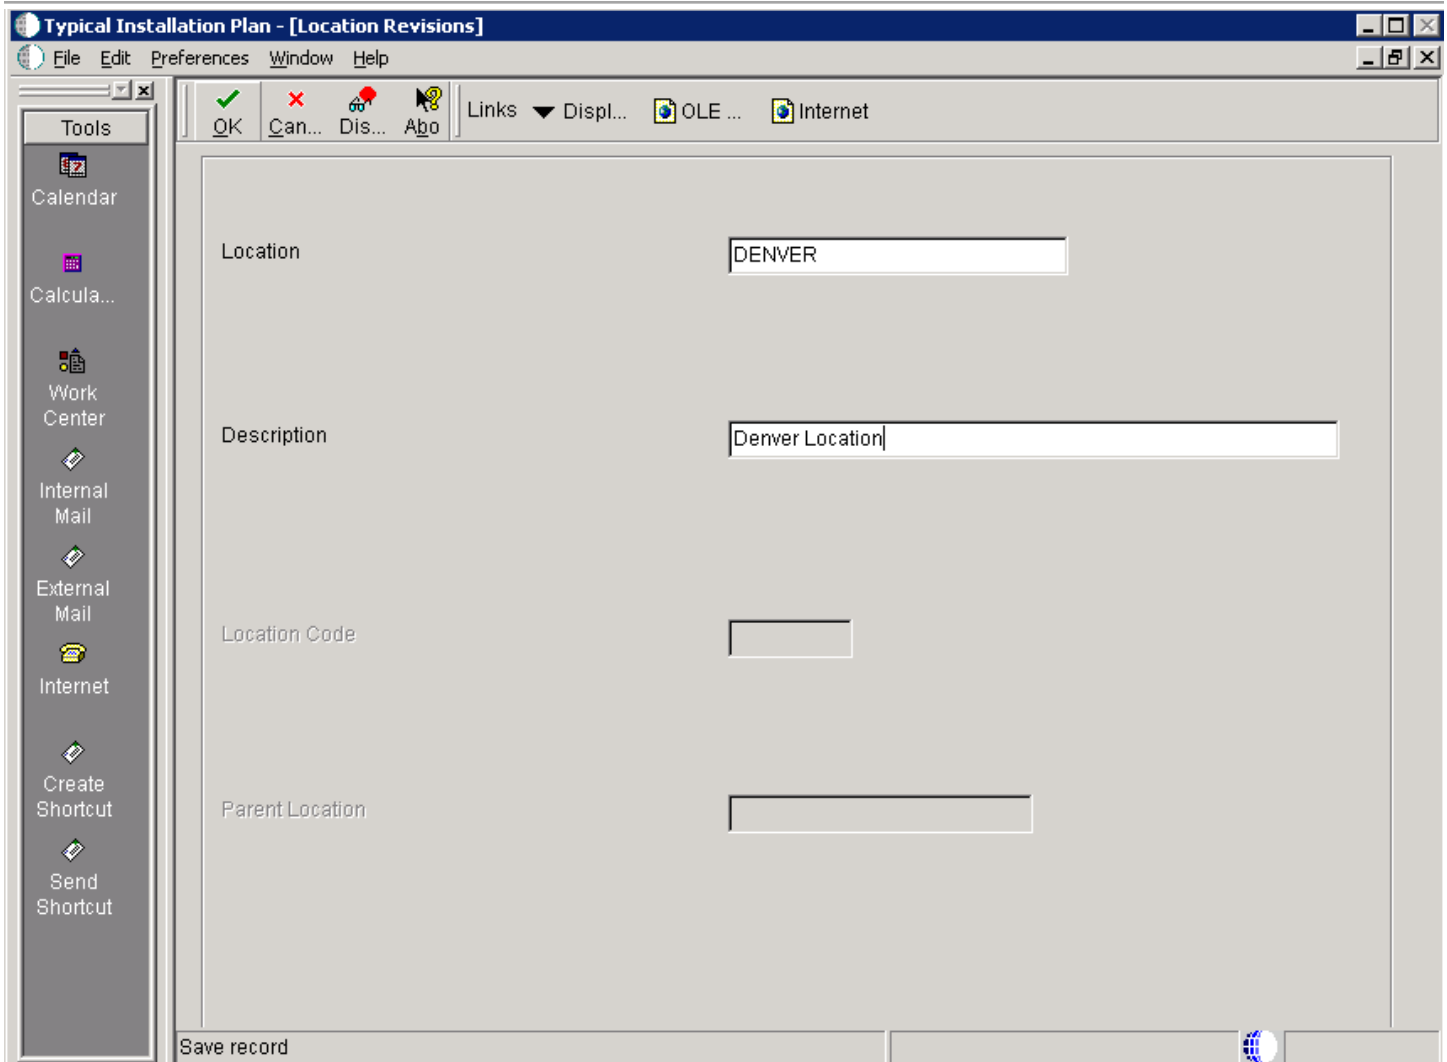 Typical Installation Plan - [Location Revisions]
File Edit Preferences Window Help
Tools
Calendar
Calcula...
Work
Center
Internal
Mail
External
Mail
Internet
Create
Shortcut
Send
Shortcut
OK Can... Dis... Abo Links Displ... OLE ... Internet
Location DENVER
Description Denver Location
Location Code
Parent Location
Save record